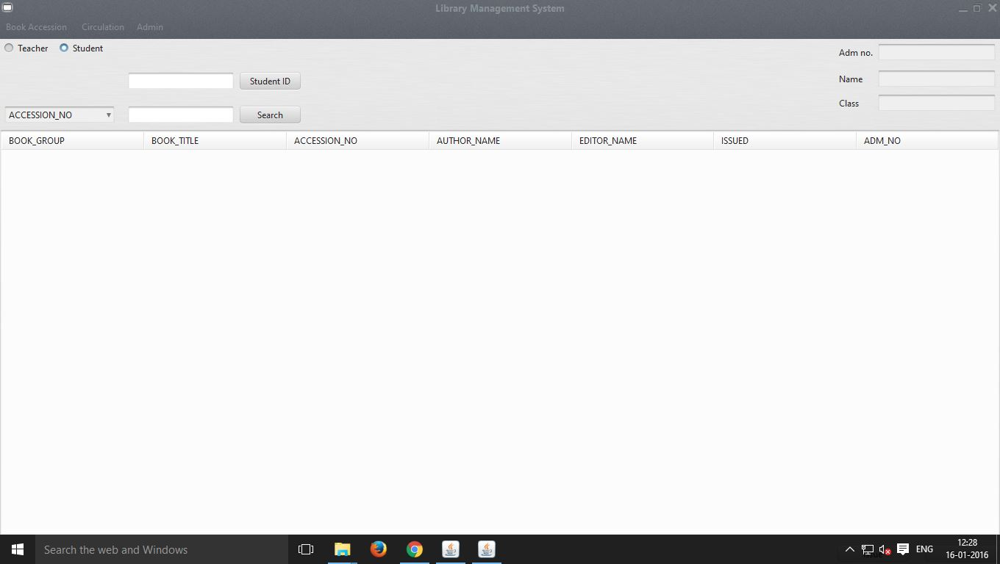 Library Management System
Book Accession Circulation Admin
Teacher Student
Adm no.
Student ID
Name
Class
ACCESSION_NO Search
BOOK_GROUP BOOK_TITLE ACCESSION_NO AUTHOR_NAME EDITOR_NAME ISSUED ADM_NO
Search the web and Windows
ENG
12:28
16-01-2016